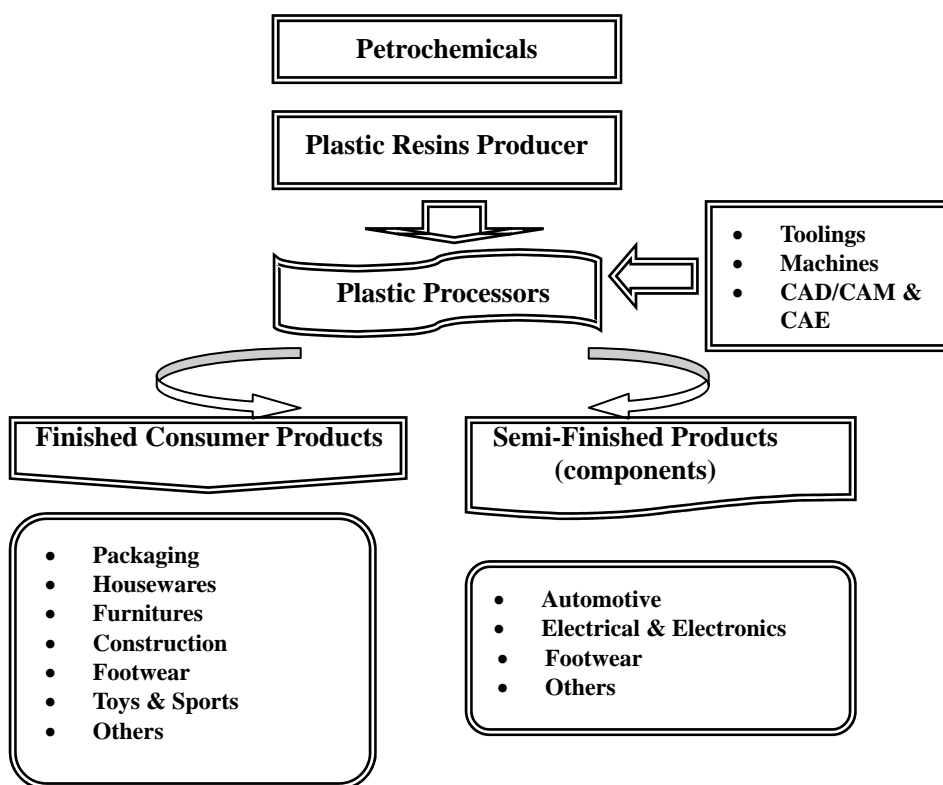 Petrochemicals
Plastic Resins Producer
• Toolings
• Machines
• CAD/CAM &
CAE
Plastic Processors
Finished Consumer Products
Semi-Finished Products
(components)
• Packaging
• Housewares
• Furnitures
• Construction
• Footwear
• Toys & Sports
• Others
• Automotive
• Electrical & Electronics
• Footwear
• Others